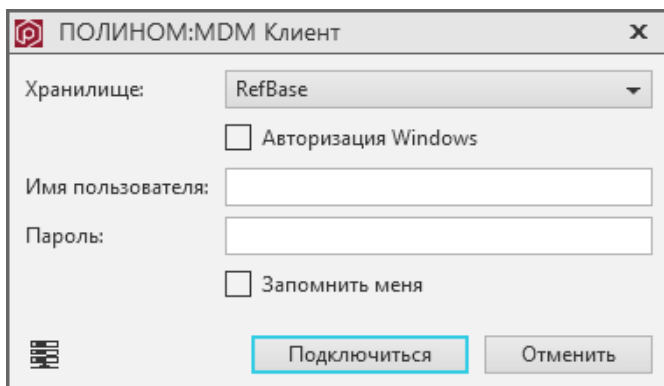 ПОЛИНОМ:MDM Клиент
Хранилище: RefBase
Авторизация Windows
Имя пользователя:
Пароль:
Запомнить меня
Подключиться Отменить